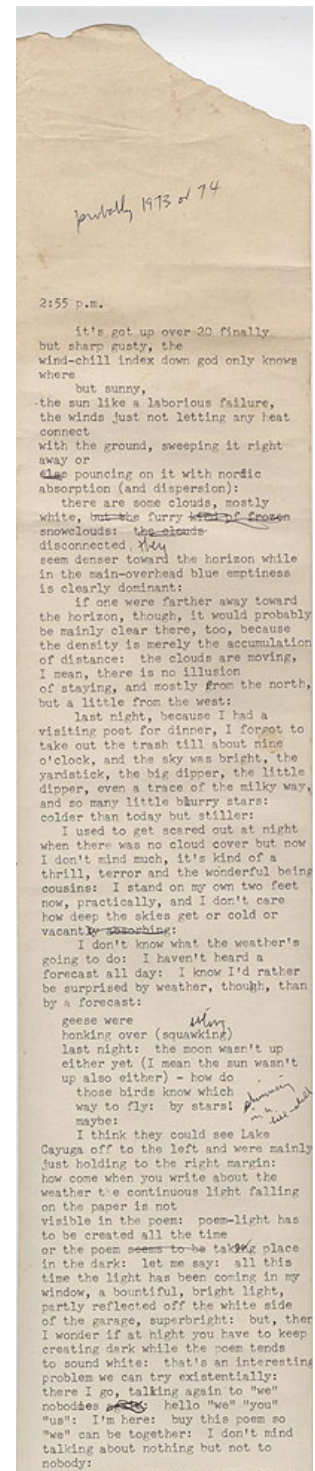 probably 1973 or 74
2:55 p.m.
it's got up over 20 finally
but sharp gusty, the
wind-chill index down god only knows
where
but sunny,
the sun like a laborious failure,
the winds just not letting any heat
connect
with the ground, sweeping it right
away or
else pouncing on it with nordic
absorption (and dispersion):
there are some clouds, mostly
white, but the furry kind of frozen
snowclouds: the clouds
disconnected, they
seem denser toward the horizon while
in the main-overhead blue emptiness
is clearly dominant:
if one were farther away toward
the horizon, though, it would probably
be mainly clear there, too, because
the density is merely the accumulation
of distance: the clouds are moving,
I mean, there is no illusion
of staying, and mostly from the north,
but a little from the west:
last night, because I had a
visiting poet for dinner, I forgot to
take out the trash till about nine
o'clock, and the sky was bright, the
yardstick, the big dipper, the little
dipper, even a trace of the milky way,
and so many little blurry stars:
colder than today but stiller:
I used to get scared out at night
when there was no cloud cover but now
I don't mind much, it's kind of a
thrill, terror and the wonderful being
cousins: I stand on my own two feet
now, practically, and I don't care
how deep the skies get or cold or
vacantly absorbing:
I don't know what the weather's
going to do: I haven't heard a
forecast all day: I know I'd rather
be surprised by weather, though, than
by a forecast:
geese were
honking over (squawking)
last night: the moon wasn't up
either yet (I mean the sun wasn't
up also either) - how do
those birds know which
way to fly: by stars!
maybe:
I think they could see Lake
Cayuga off to the left and were mainly
just holding to the right margin:
how come when you write about the
weather the continuous light falling
on the paper is not
visible in the poem: poem-light has
to be created all the time
or the poem seems to be taking place
in the dark: let me say: all this
time the light has been coming in my
window, a bountiful, bright light,
partly reflected off the white side
of the garage, superbright: but, then
I wonder if at night you have to keep
creating dark while the poem tends
to sound white: that's an interesting
problem we can try existentially:
there I go, talking again to "we"
nobodies hello "we" "you"
"us": I'm here: buy this poem so
"we" can be together: I don't mind
talking about nothing but not to
nobody: